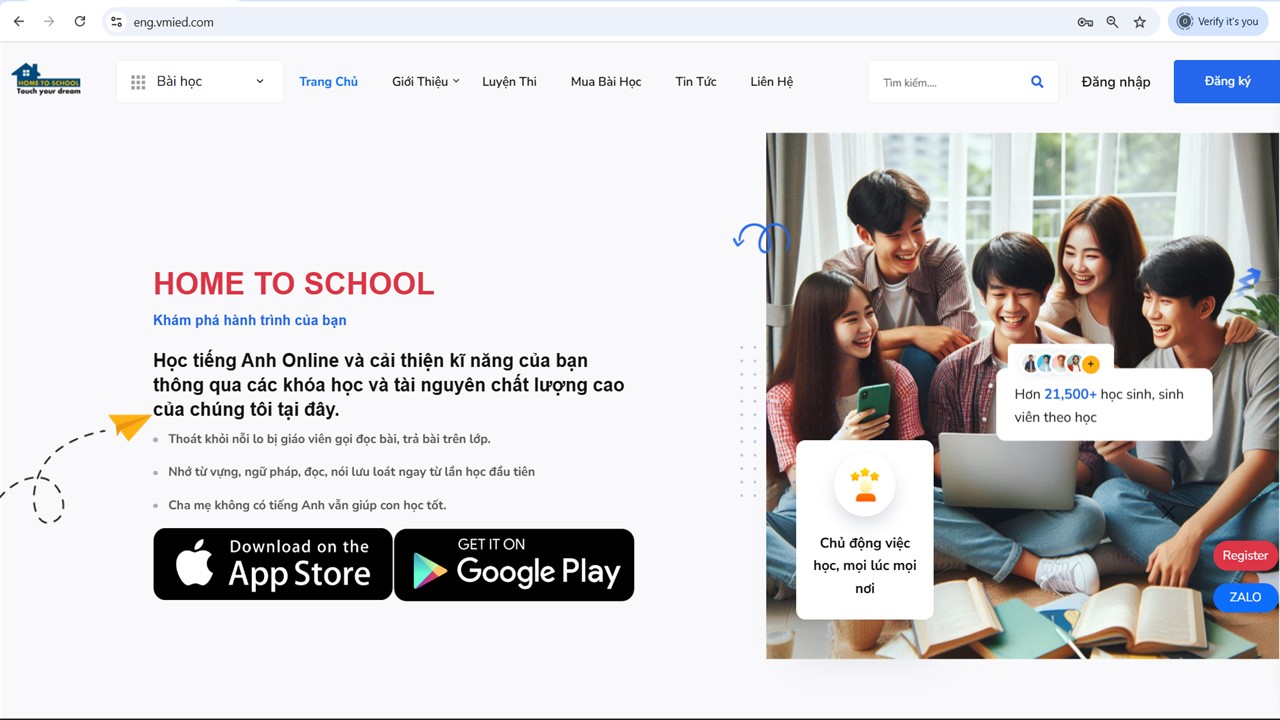 eng.vmied.com
Verify it's you
HOME TO SCHOOL
Touch your dream
Bài học
Trang Chủ
Giới Thiệu
Luyện Thi
Mua Bài Học
Tin Tức
Liên Hệ
Tìm kiếm....
Đăng nhập
Đăng ký
HOME TO SCHOOL
Khám phá hành trình của bạn
Học tiếng Anh Online và cải thiện kĩ năng của bạn
thông qua các khóa học và tài nguyên chất lượng cao
của chúng tôi tại đây.
Thoát khỏi nỗi lo bị giáo viên gọi đọc bài, trả bài trên lớp.
Nhớ từ vựng, ngữ pháp, đọc, nói lưu loát ngay từ lần học đầu tiên
Cha mẹ không có tiếng Anh vẫn giúp con học tốt.
Download on the
App Store
GET IT ON
Google Play
Hơn 21,500+ học sinh, sinh
viên theo học
Chủ động việc
học, mọi lúc mọi
nơi
Register
ZALO